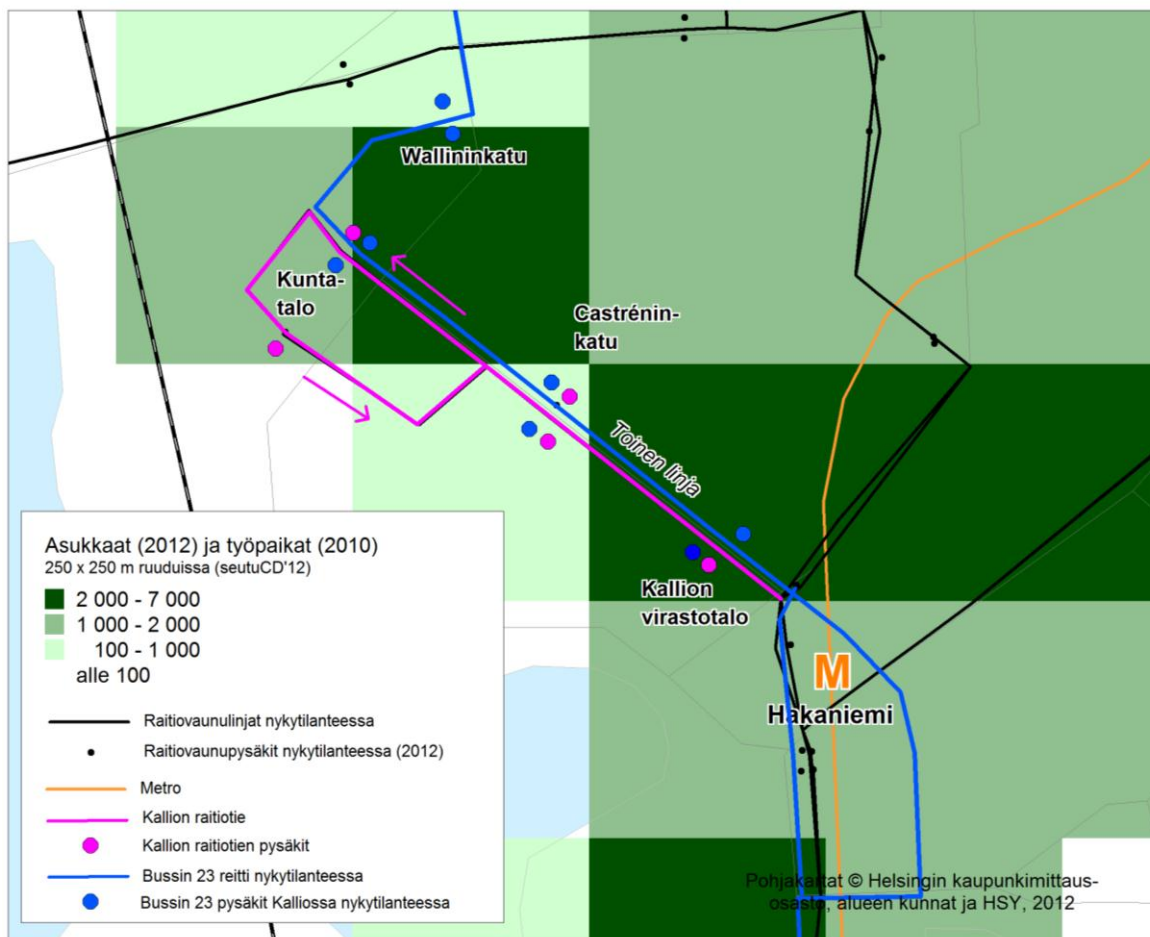 Wallininkatu
Kunta-
talo
Castrénin-
katu
Toinen linja
Kallion
virastotalo
M
Hakaniemi
Asukkaat (2012) ja työpaikat (2010)
250 x 250 m ruuduissa (seutuCD'12)
2 000 - 7 000
1 000 - 2 000
100 - 1 000
alle 100
Raitiovaunulinjat nykytilanteessa
Raitiovaunupysäkit nykytilanteessa (2012)
Metro
Kallion raitiotie
Kallion raitiotien pysäkit
Bussin 23 reitti nykytilanteessa
Bussin 23 pysäkit Kalliossa nykytilanteessa
Pohjakartat © Helsingin kaupunkimittaus-
osasto, alueen kunnat ja HSY, 2012